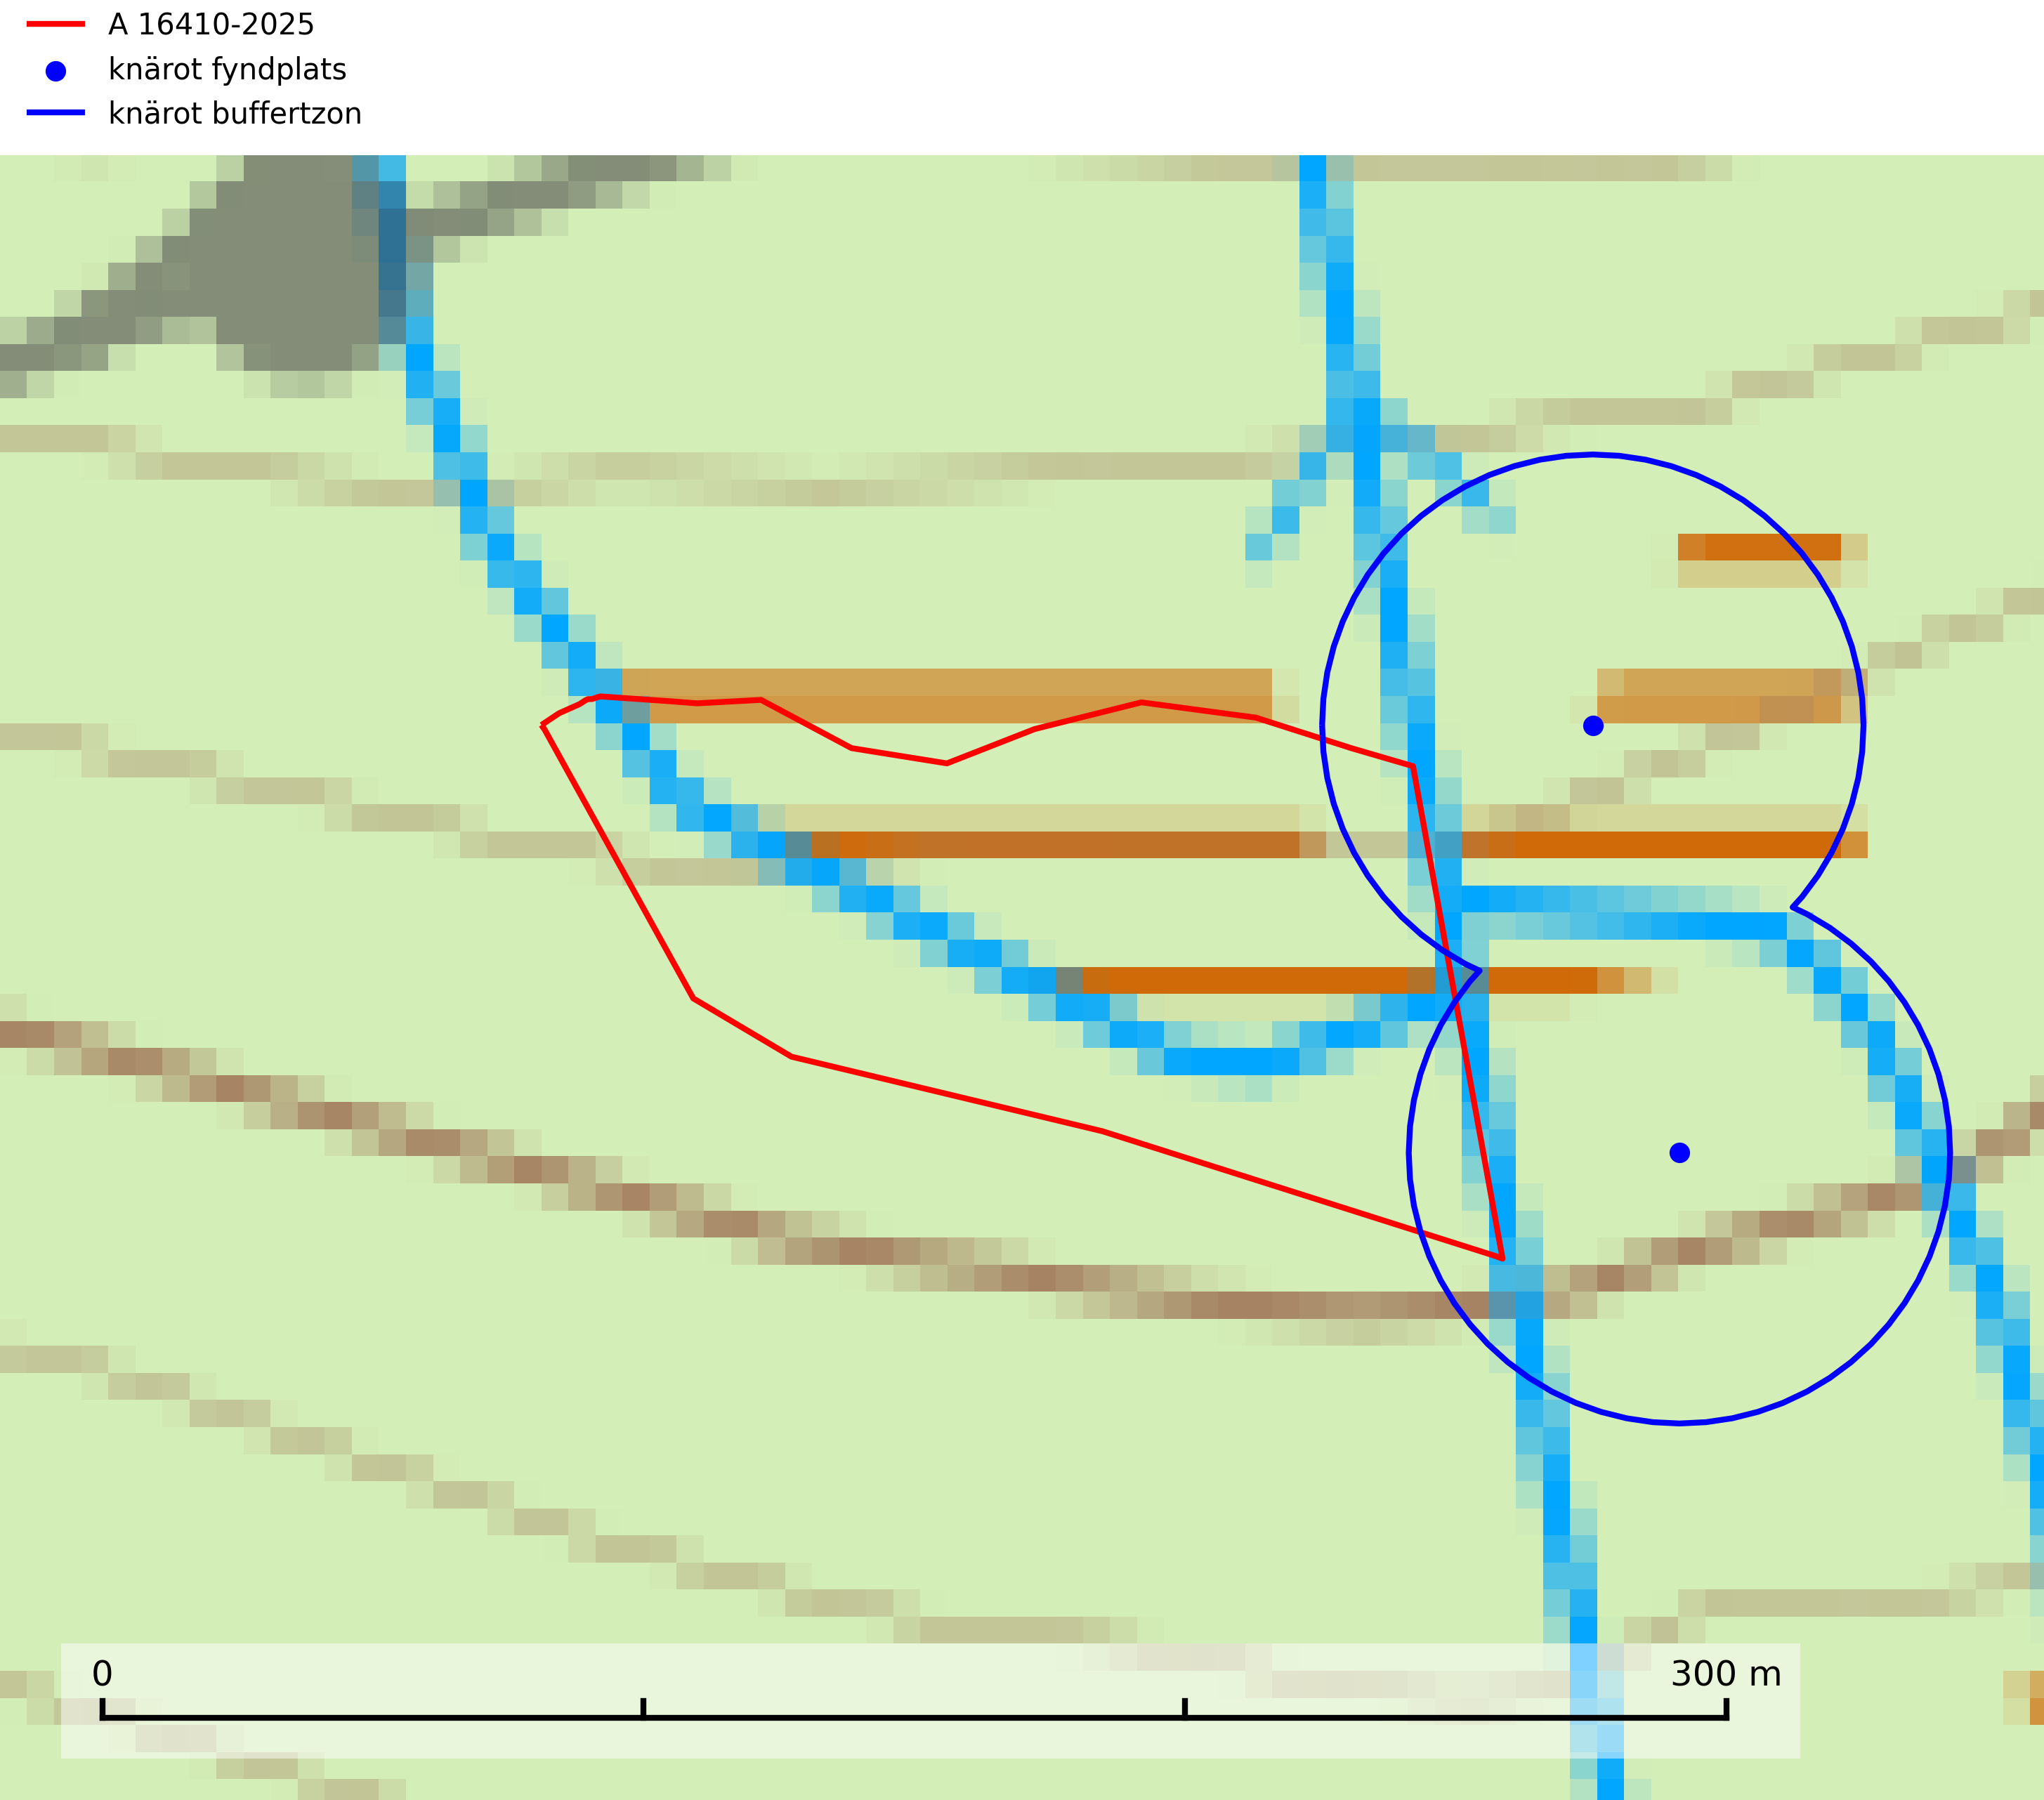 A 16410-2025
knärot fyndplats
knärot buffertzon
0
300 m